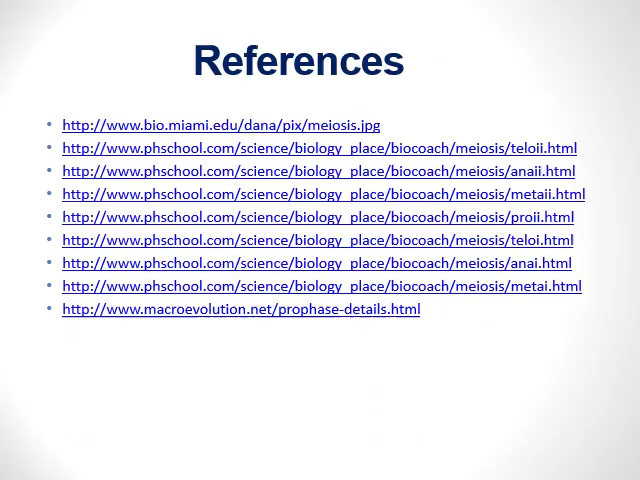 References
• http://www.bio.miami.edu/dana/pix/meiosis.jpg
• http://www.phschool.com/science/biology_place/biocoach/meiosis/teloii.html
• http://www.phschool.com/science/biology_place/biocoach/meiosis/anaii.html
• http://www.phschool.com/science/biology_place/biocoach/meiosis/metaii.html
• http://www.phschool.com/science/biology_place/biocoach/meiosis/proii.html
• http://www.phschool.com/science/biology_place/biocoach/meiosis/teloi.html
• http://www.phschool.com/science/biology_place/biocoach/meiosis/anai.html
• http://www.phschool.com/science/biology_place/biocoach/meiosis/metai.html
• http://www.macroevolution.net/prophase-details.html